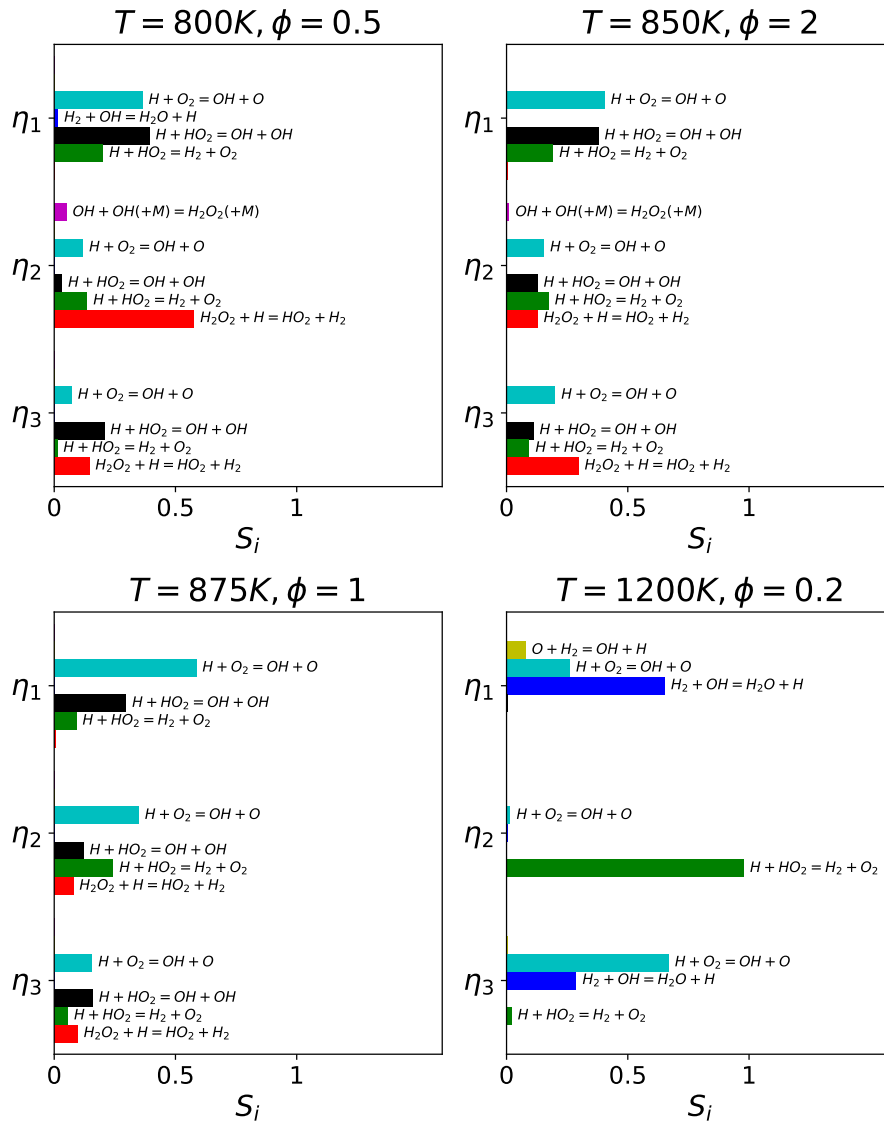 T = 800K, ϕ = 0.5
η₁
H + O₂ = OH + O
H₂ + OH = H₂O + H
H + HO₂ = OH + OH
H + HO₂ = H₂ + O₂
OH + OH(+M) = H₂O₂(+M)
η₂
H + O₂ = OH + O
H + HO₂ = OH + OH
H + HO₂ = H₂ + O₂
H₂O₂ + H = HO₂ + H₂
η₃
H + O₂ = OH + O
H + HO₂ = OH + OH
H + HO₂ = H₂ + O₂
H₂O₂ + H = HO₂ + H₂
0 0.5 1
Sᵢ
T = 850K, ϕ = 2
η₁
H + O₂ = OH + O
H + HO₂ = OH + OH
H + HO₂ = H₂ + O₂
OH + OH(+M) = H₂O₂(+M)
η₂
H + O₂ = OH + O
H + HO₂ = OH + OH
H + HO₂ = H₂ + O₂
H₂O₂ + H = HO₂ + H₂
η₃
H + O₂ = OH + O
H + HO₂ = OH + OH
H + HO₂ = H₂ + O₂
H₂O₂ + H = HO₂ + H₂
0 0.5 1
Sᵢ
T = 875K, ϕ = 1
η₁
H + O₂ = OH + O
H + HO₂ = OH + OH
H + HO₂ = H₂ + O₂
η₂
H + O₂ = OH + O
H + HO₂ = OH + OH
H + HO₂ = H₂ + O₂
H₂O₂ + H = HO₂ + H₂
η₃
H + O₂ = OH + O
H + HO₂ = OH + OH
H + HO₂ = H₂ + O₂
H₂O₂ + H = HO₂ + H₂
0 0.5 1
Sᵢ
T = 1200K, ϕ = 0.2
η₁
O + H₂ = OH + H
H + O₂ = OH + O
H₂ + OH = H₂O + H
η₂
H + O₂ = OH + O
H + HO₂ = H₂ + O₂
η₃
H + O₂ = OH + O
H₂ + OH = H₂O + H
H + HO₂ = H₂ + O₂
0 0.5 1
Sᵢ